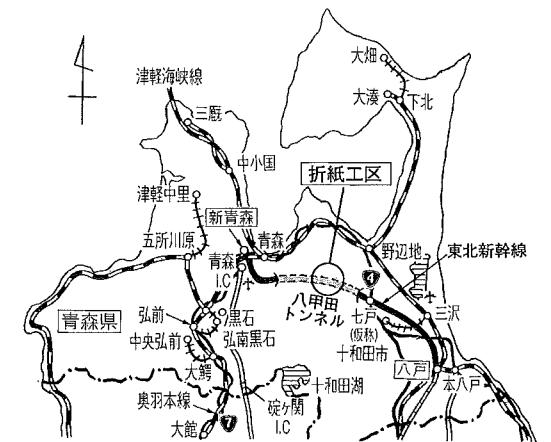 大畑
津軽海峡線
大湊
下北
三厩
中小国
折紙工区
津軽中里
新青森
五所川原
青森
野辺地
東北新幹線
青森
I.C
4
八甲田
トンネル
七戸
(仮称)
三沢
青森県
弘前
黒石
中央弘前
弘南黒石
十和田市
八戸
本八戸
大鰐
十和田湖
奥羽本線
碇ヶ関
I.C
7
大館